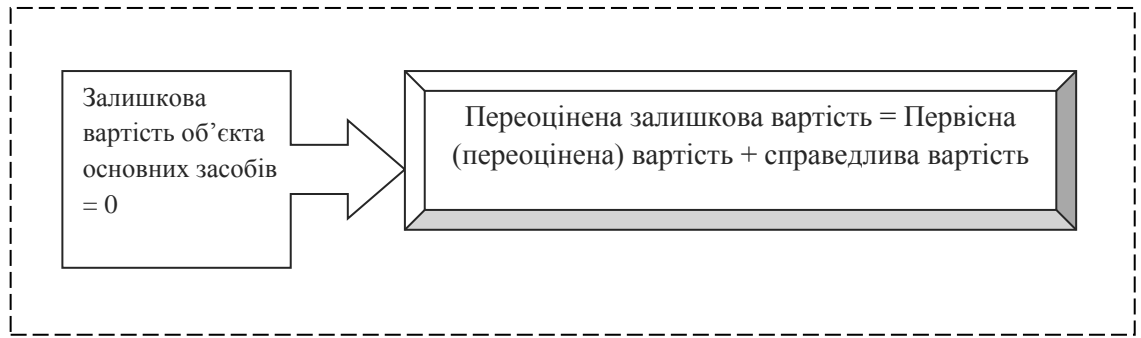 Залишкова
вартість об’єкта
основних засобів
= 0
Переоцінена залишкова вартість = Первісна
(переоцінена) вартість + справедлива вартість